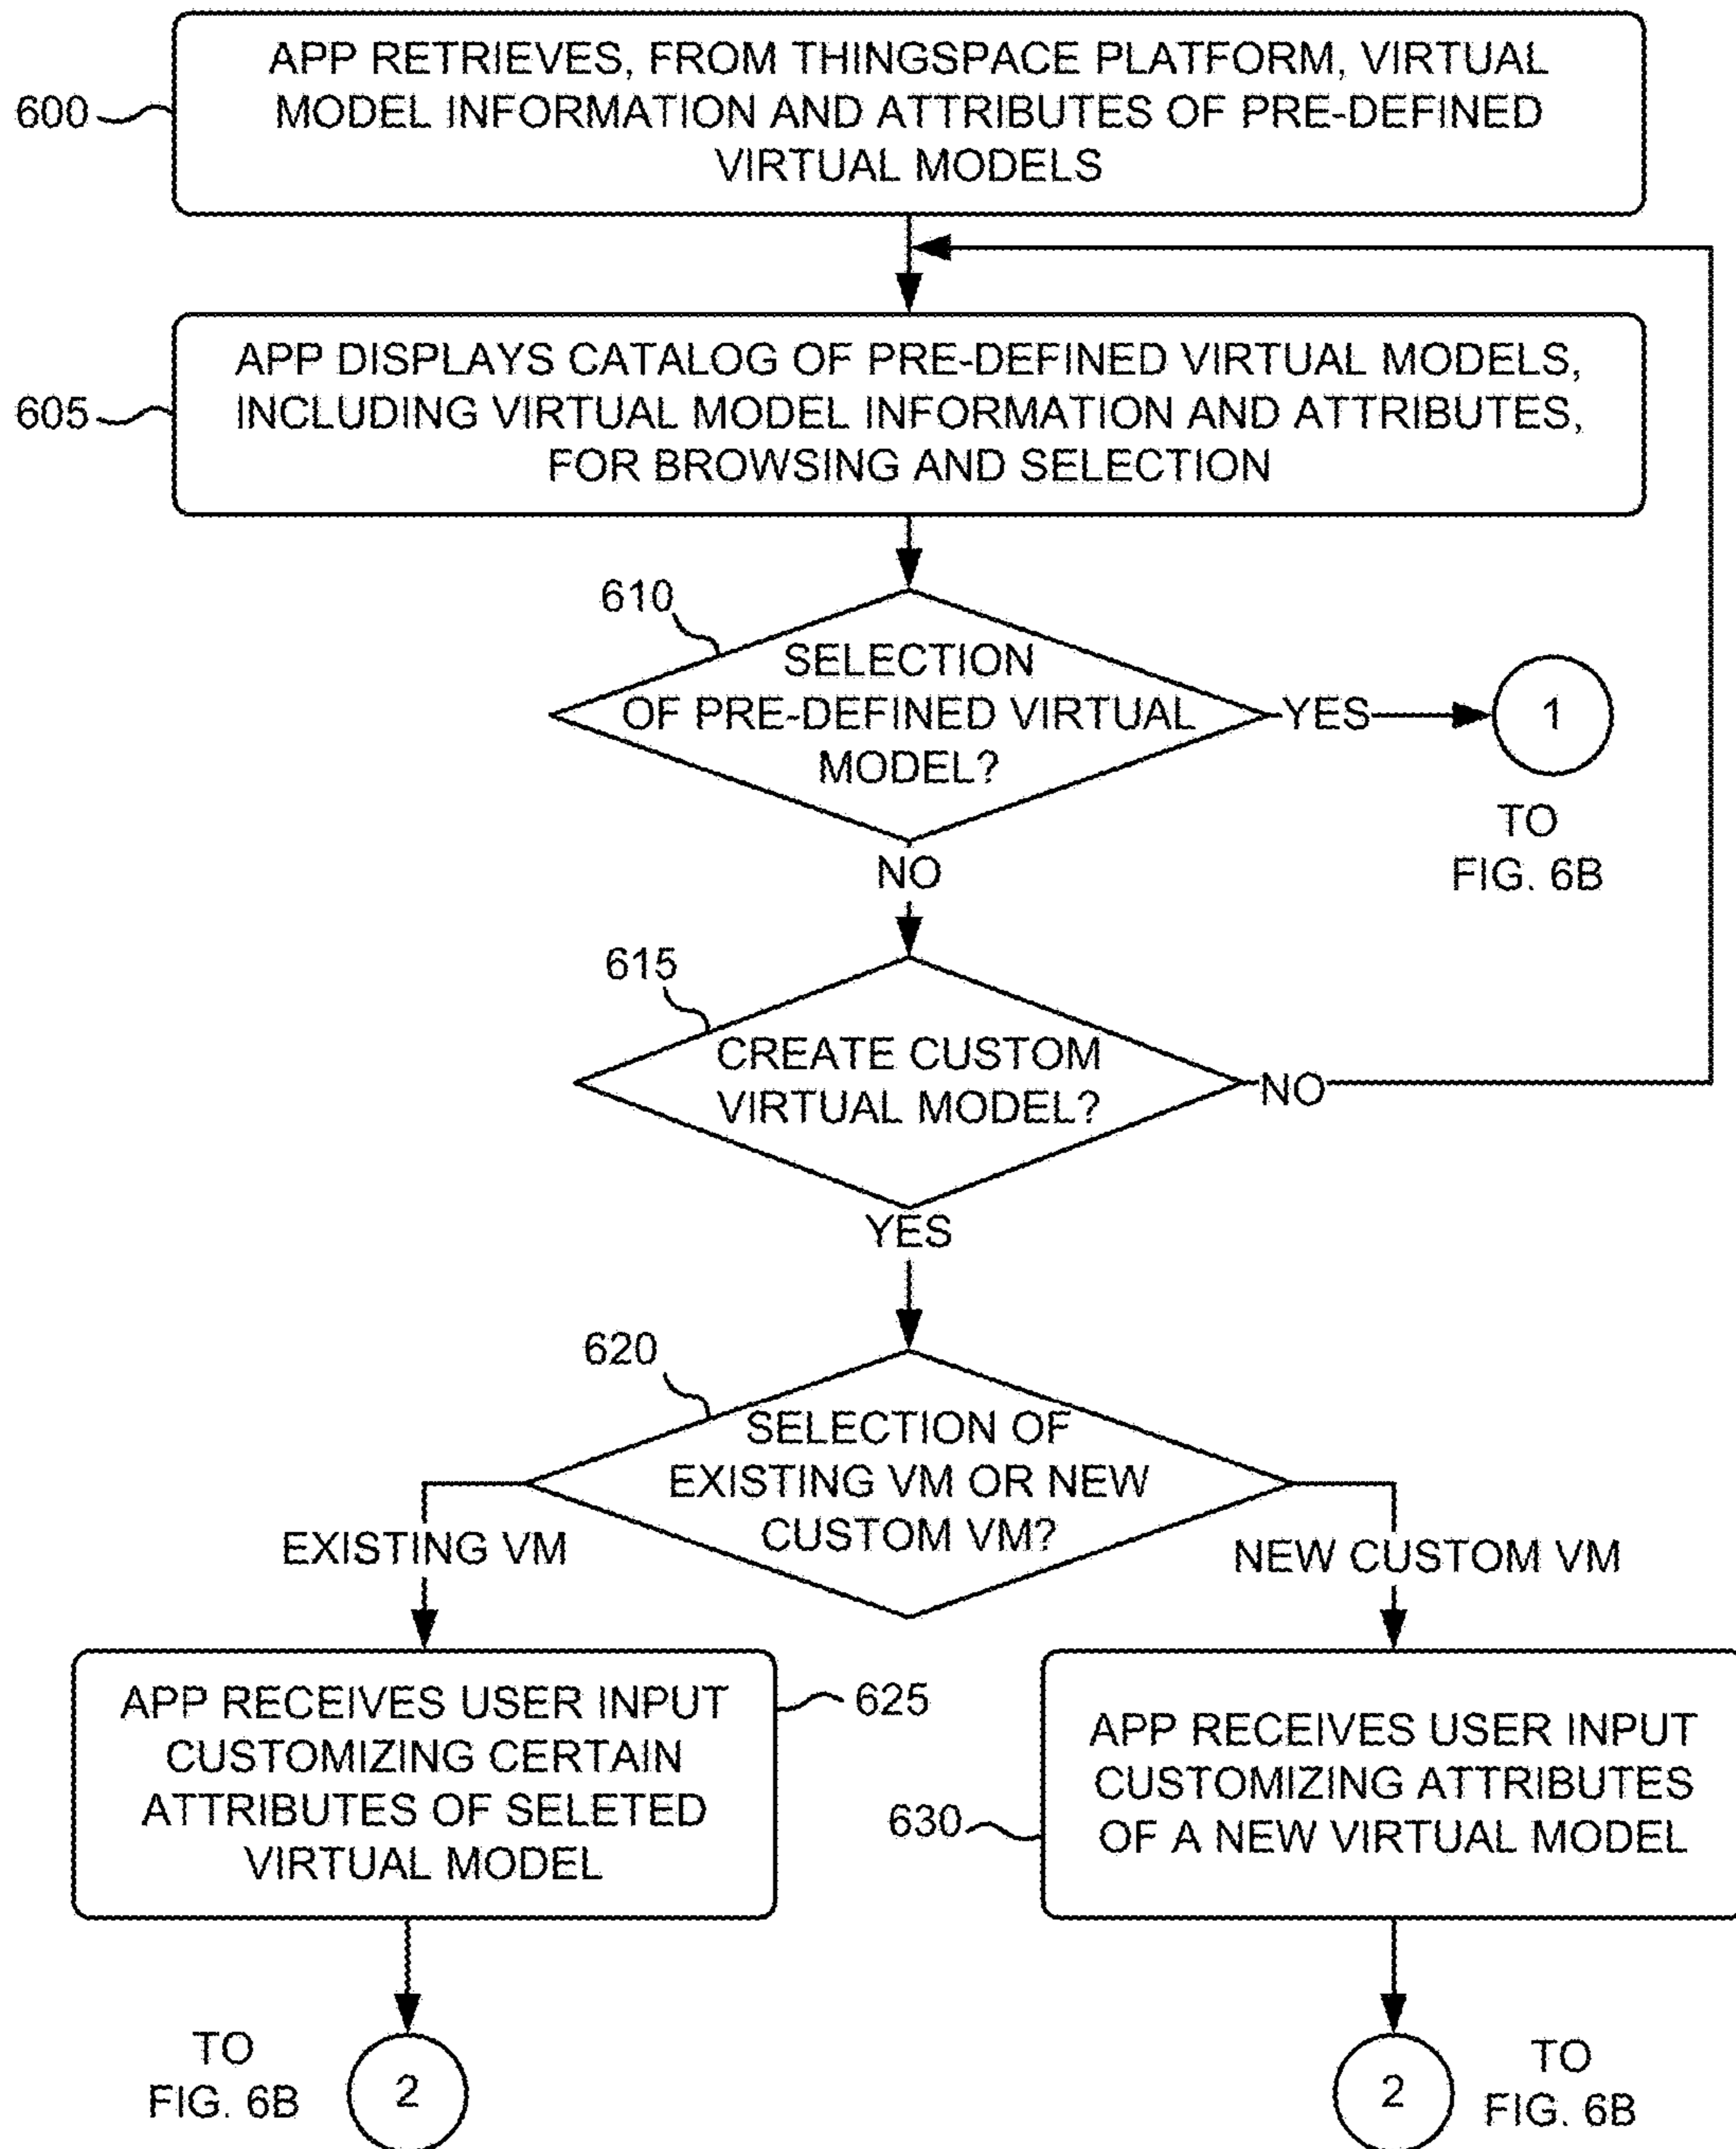 APP RETRIEVES, FROM THINGSPACE PLATFORM, VIRTUAL
MODEL INFORMATION AND ATTRIBUTES OF PRE-DEFINED
VIRTUAL MODELS
600
APP DISPLAYS CATALOG OF PRE-DEFINED VIRTUAL MODELS,
INCLUDING VIRTUAL MODEL INFORMATION AND ATTRIBUTES,
FOR BROWSING AND SELECTION
605
610
SELECTION
OF PRE-DEFINED VIRTUAL
MODEL?
YES
1
TO
FIG. 6B
NO
615
CREATE CUSTOM
VIRTUAL MODEL?
NO
YES
620
SELECTION OF
EXISTING VM OR NEW
CUSTOM VM?
EXISTING VM
NEW CUSTOM VM
APP RECEIVES USER INPUT
CUSTOMIZING CERTAIN
ATTRIBUTES OF SELETED
VIRTUAL MODEL
625
APP RECEIVES USER INPUT
CUSTOMIZING ATTRIBUTES
OF A NEW VIRTUAL MODEL
630
TO
FIG. 6B
2
2
TO
FIG. 6B